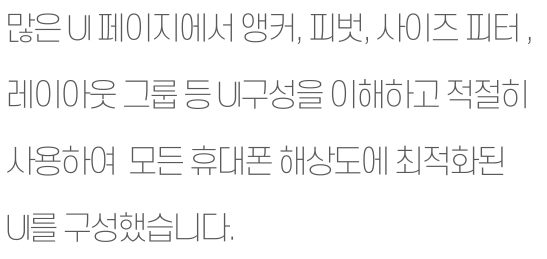 많은 UI 페이지에서 앵커, 피벗, 사이즈 피터 ,
레이아웃 그룹 등 UI구성을 이해하고 적절히
사용하여 모든 휴대폰 해상도에 최적화된
UI를 구성했습니다.